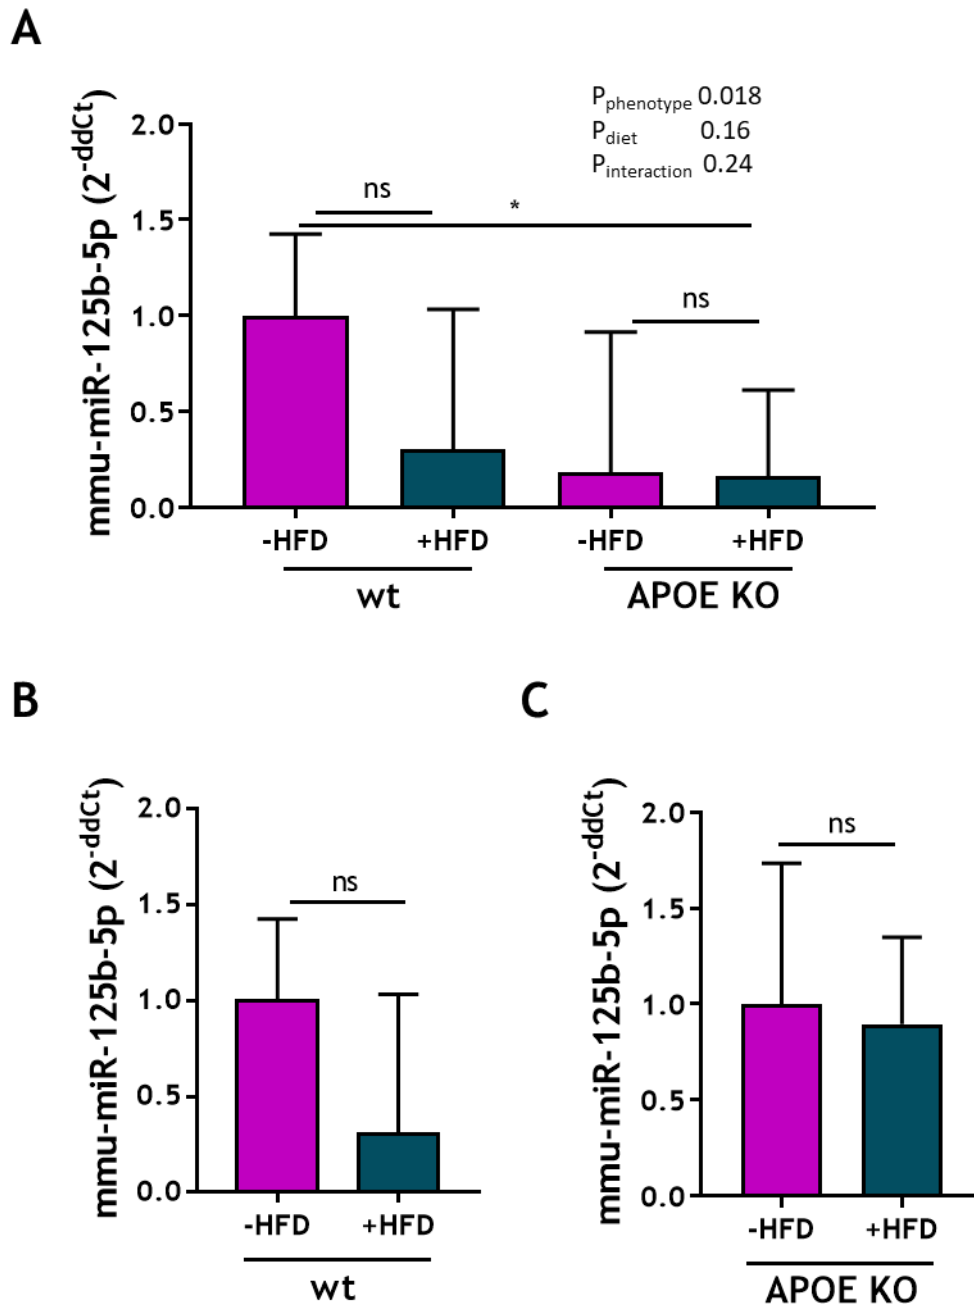 A
P_phenotype 0.018
P_diet 0.16
P_interaction 0.24
mmu-miR-125b-5p (2^-ddCt)
2.0
1.5
1.0
0.5
0.0
ns
*
ns
-HFD +HFD -HFD +HFD
wt APOE KO
B
mmu-miR-125b-5p (2^-ddCt)
2.0
1.5
1.0
0.5
0.0
ns
-HFD +HFD
wt
C
mmu-miR-125b-5p (2^-ddCt)
2.0
1.5
1.0
0.5
0.0
ns
-HFD +HFD
APOE KO